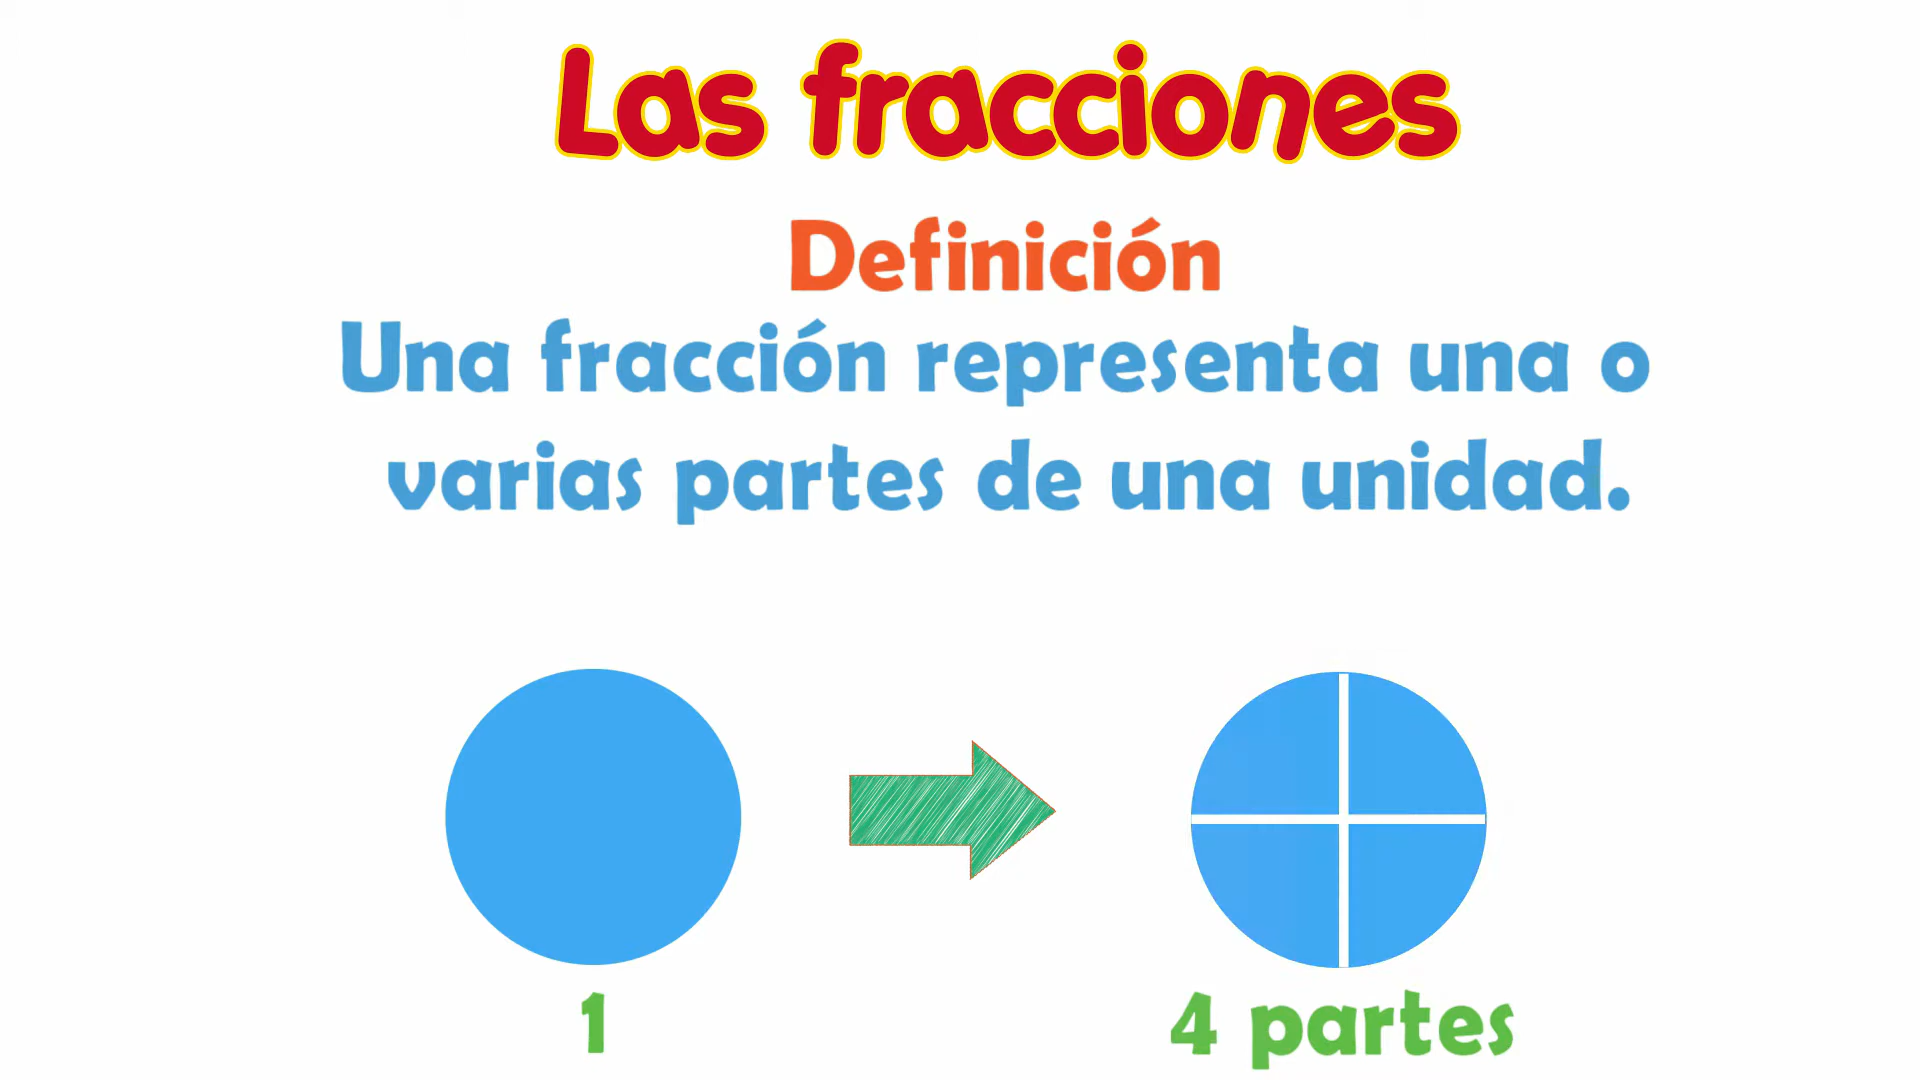 Las fracciones
Definición
Una fracción representa una o
varias partes de una unidad.
1
4 partes